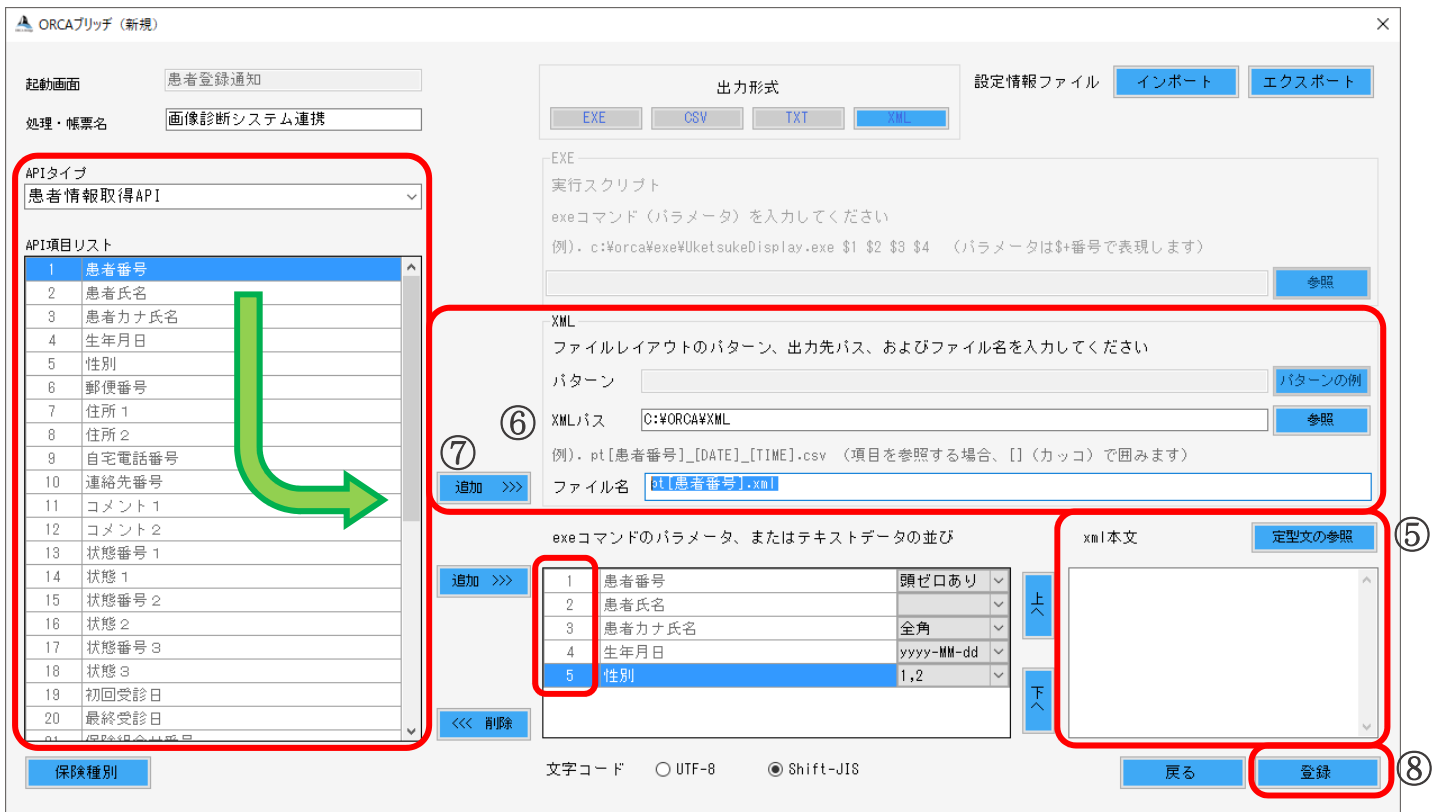 ORCAブリッヂ（新規）
起動画面 患者登録通知
処理・帳票名 画像診断システム連携
出力形式
EXE CSV TXT XML
設定情報ファイル インポート エクスポート
APIタイプ
患者情報取得API
API項目リスト
1 患者番号
2 患者氏名
3 患者カナ氏名
4 生年月日
5 性別
6 郵便番号
7 住所１
8 住所２
9 自宅電話番号
10 連絡先番号
11 コメント１
12 コメント２
13 状態番号１
14 状態１
15 状態番号２
16 状態２
17 状態番号３
18 状態３
19 初回受診日
20 最終受診日
21 保険組合せ番号
保険種別
EXE
実行スクリプト
exeコマンド（パラメータ）を入力してください
例）. c:¥orca¥exe¥UketsukeDisplay.exe $1 $2 $3 $4 （パラメータは$+番号で表現します）
参照
XML
ファイルレイアウトのパターン、出力先パス、およびファイル名を入力してください
パターン パターンの例
⑥ XMLパス C:¥ORCA¥XML 参照
⑦
例）. pt[患者番号]_[DATE]_[TIME].csv （項目を参照する場合、[]（カッコ）で囲みます）
追加 >>> ファイル名 pt[患者番号].xml
exeコマンドのパラメータ、またはテキストデータの並び
追加 >>>
1 患者番号 頭ゼロあり
2 患者氏名
3 患者カナ氏名 全角
4 生年月日 yyyy-MM-dd
5 性別 1,2
<<< 削除
上へ
下へ
xml本文 定型文の参照 ⑤
文字コード UTF-8 Shift-JIS
戻る 登録 ⑧